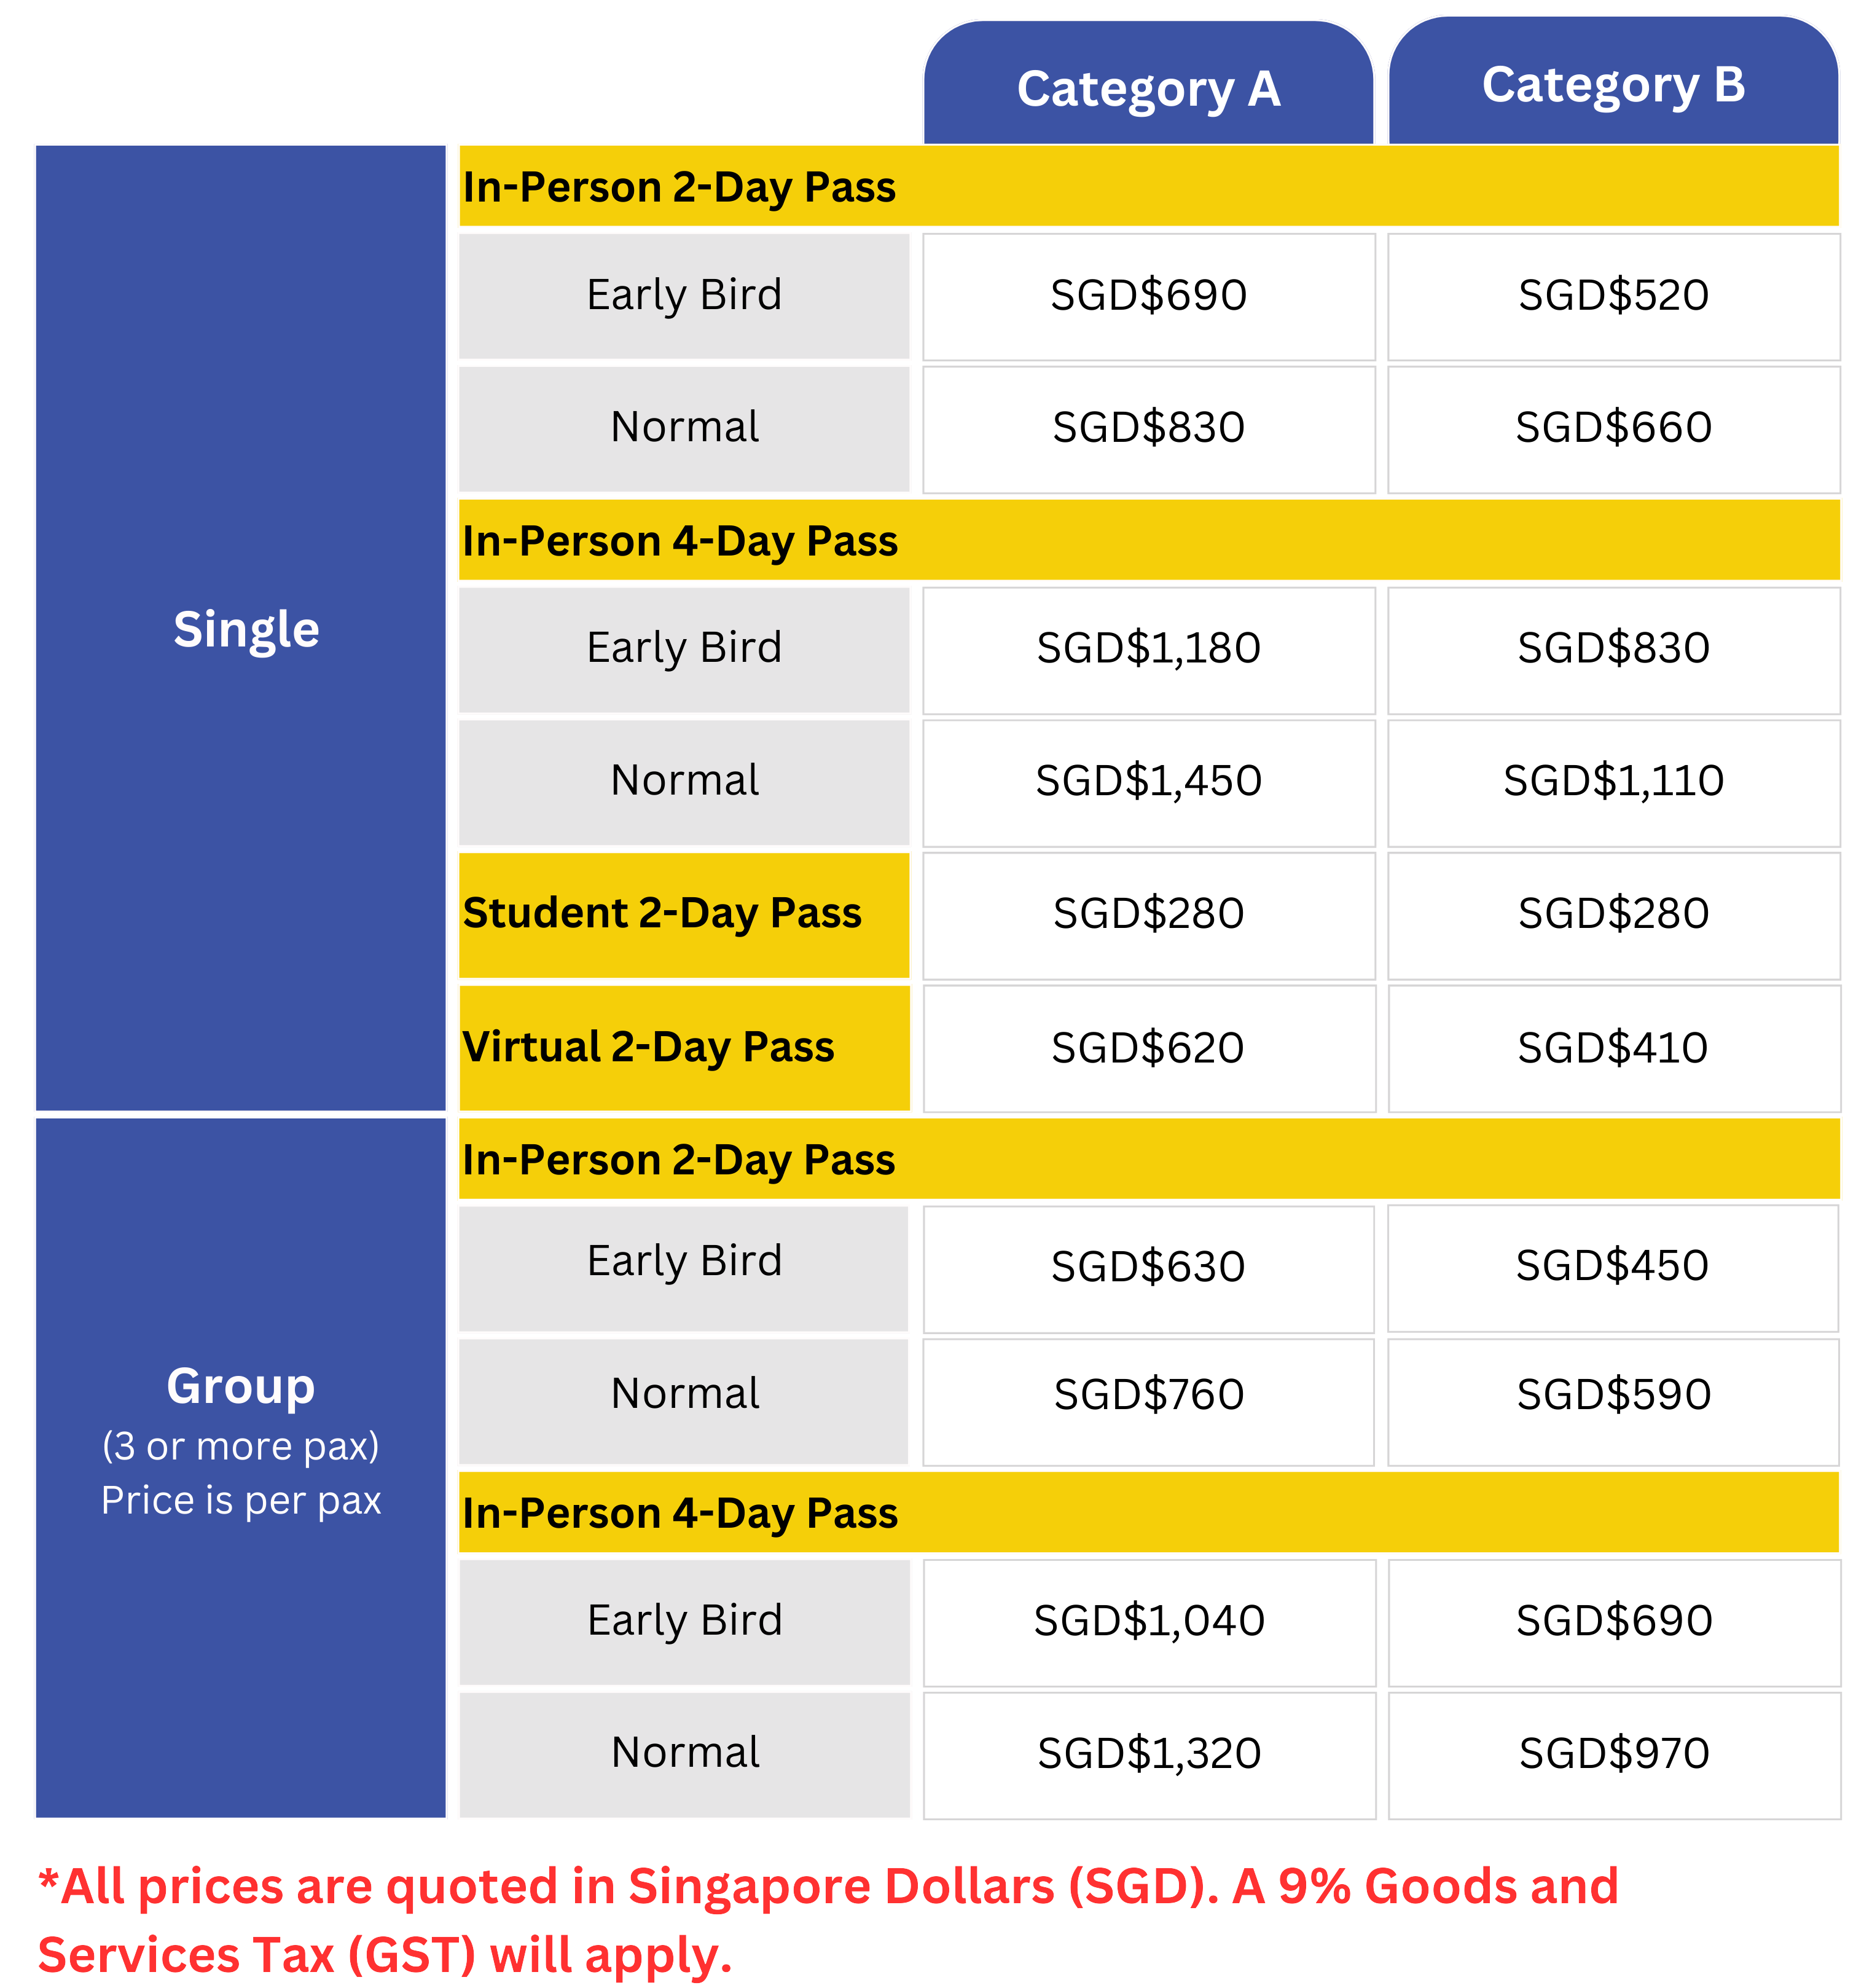 Category A Category B
Single
In-Person 2-Day Pass
Early Bird SGD$690 SGD$520
Normal SGD$830 SGD$660
In-Person 4-Day Pass
Early Bird SGD$1,180 SGD$830
Normal SGD$1,450 SGD$1,110
Student 2-Day Pass SGD$280 SGD$280
Virtual 2-Day Pass SGD$620 SGD$410
Group
(3 or more pax)
Price is per pax
In-Person 2-Day Pass
Early Bird SGD$630 SGD$450
Normal SGD$760 SGD$590
In-Person 4-Day Pass
Early Bird SGD$1,040 SGD$690
Normal SGD$1,320 SGD$970
*All prices are quoted in Singapore Dollars (SGD). A 9% Goods and
Services Tax (GST) will apply.